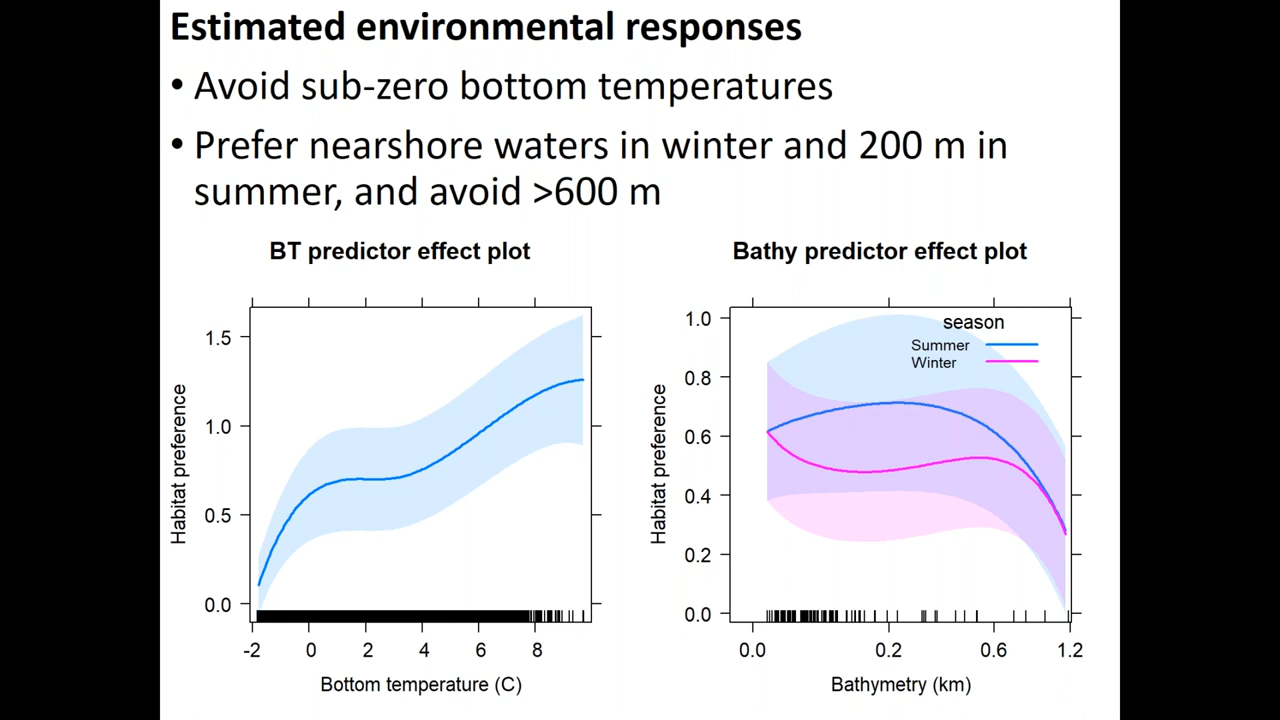 Estimated environmental responses
• Avoid sub-zero bottom temperatures
• Prefer nearshore waters in winter and 200 m in
summer, and avoid >600 m
BT predictor effect plot
Habitat preference
1.5
1.0
0.5
0.0
-2 0 2 4 6 8
Bottom temperature (C)
Bathy predictor effect plot
season
Summer
Winter
Habitat preference
1.0
0.8
0.6
0.4
0.2
0.0
0.0 0.2 0.6 1.2
Bathymetry (km)